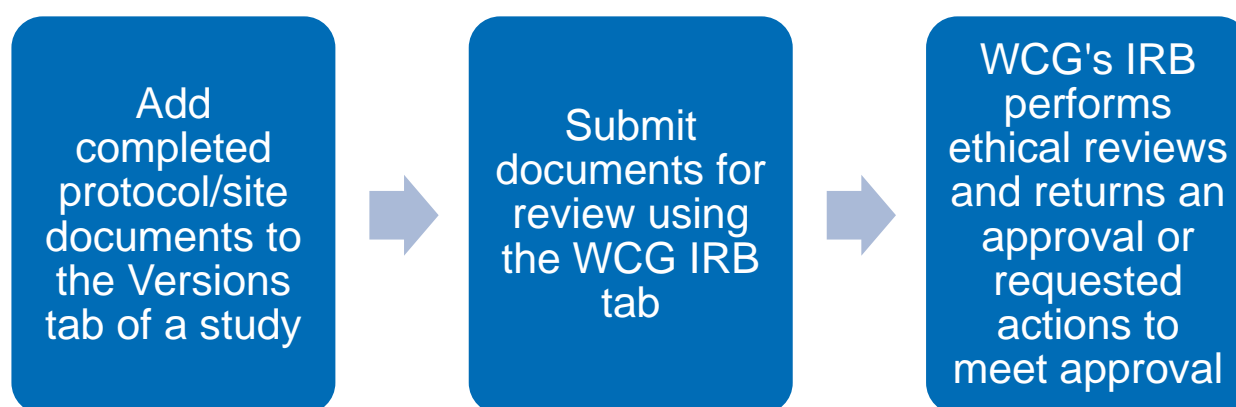 Add
completed
protocol/site
documents to
the Versions
tab of a study
Submit
documents for
review using
the WCG IRB
tab
WCG's IRB
performs
ethical reviews
and returns an
approval or
requested
actions to
meet approval